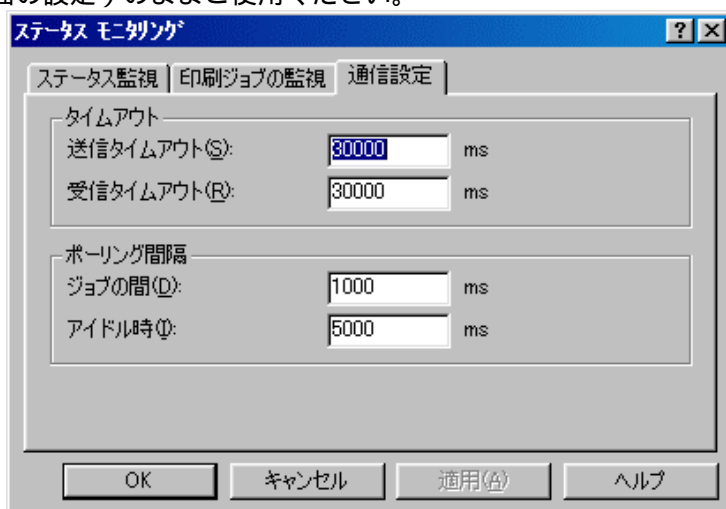 の設定そのままご使用ください。
ステータス モニタリング
ステータス監視 印刷ジョブの監視 通信設定
タイムアウト
送信タイムアウト(S): 30000 ms
受信タイムアウト(R): 30000 ms
ポーリング間隔
ジョブの間(D): 1000 ms
アイドル時(I): 5000 ms
OK キャンセル 適用(A) ヘルプ